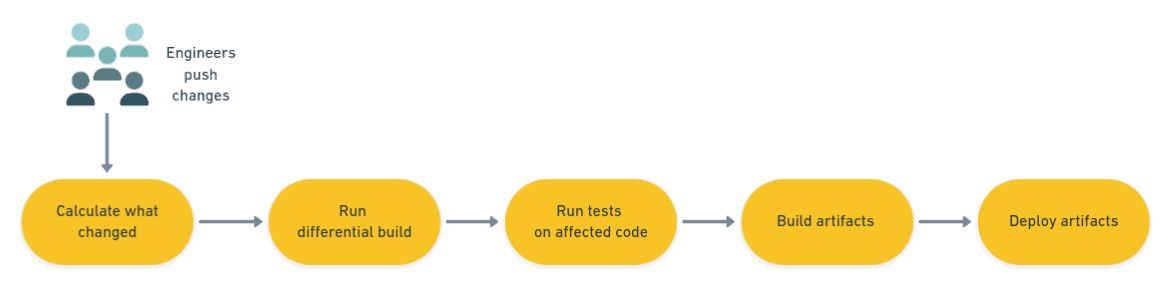 Engineers
push
changes
Calculate what
changed
Run
differential build
Run tests
on affected code
Build artifacts
Deploy artifacts